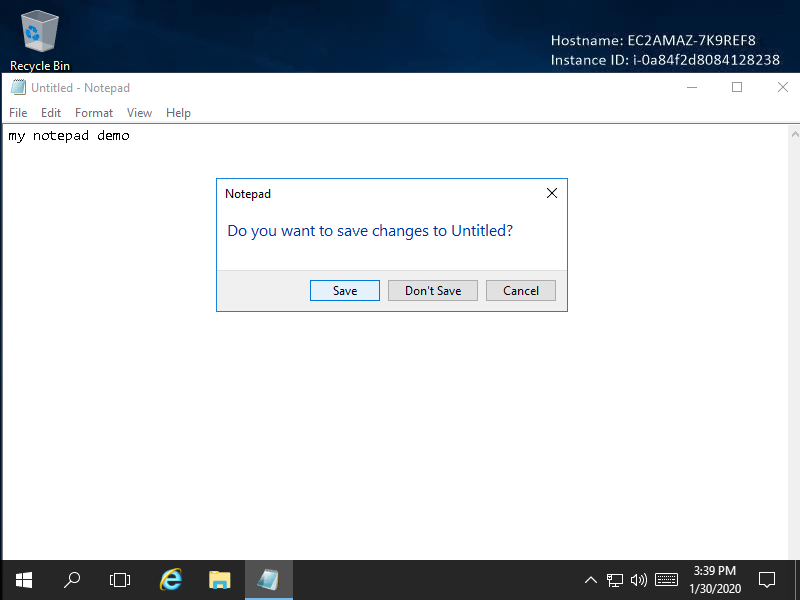 Hostname: EC2AMAZ-7K9REF8
Instance ID: i-0a84f2d8084128238
Recycle Bin
Untitled - Notepad
File Edit Format View Help
my notepad demo
Notepad
Do you want to save changes to Untitled?
Save Don't Save Cancel
3:39 PM
1/30/2020